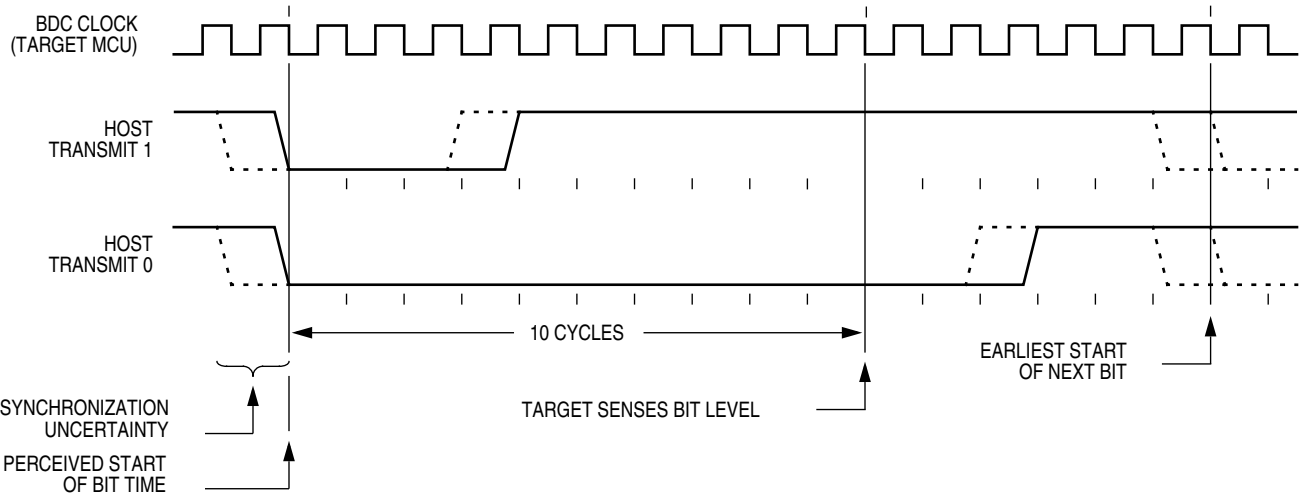 BDC CLOCK
(TARGET MCU)
HOST
TRANSMIT 1
HOST
TRANSMIT 0
10 CYCLES
EARLIEST START
OF NEXT BIT
SYNCHRONIZATION
UNCERTAINTY
TARGET SENSES BIT LEVEL
PERCEIVED START
OF BIT TIME